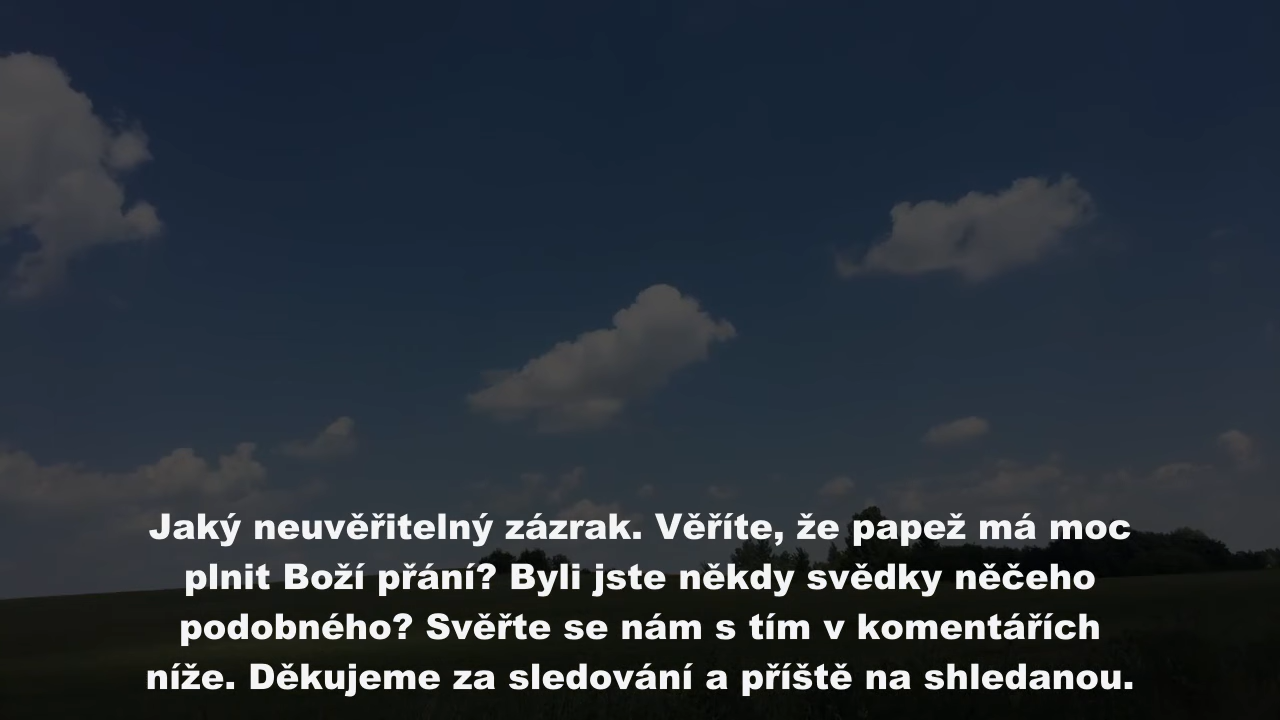 Jaký neuvěřitelný zázrak. Věříte, že papež má moc
plnit Boží přání? Byli jste někdy svědky něčeho
podobného? Svěřte se nám s tím v komentářích
níže. Děkujeme za sledování a příště na shledanou.